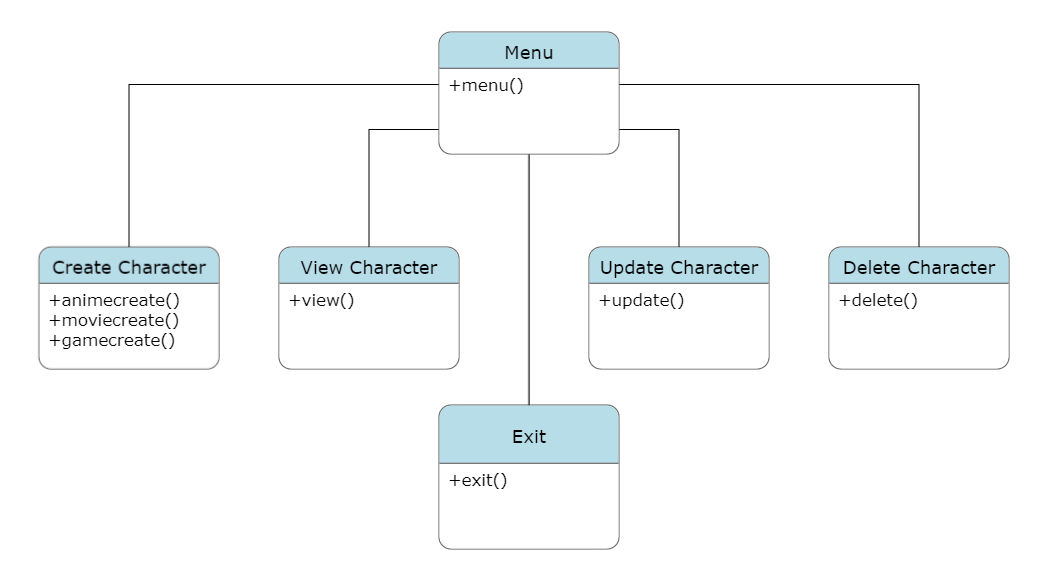 Menu
+menu()
Create Character
+animecreate()
+moviecreate()
+gamecreate()
View Character
+view()
Update Character
+update()
Delete Character
+delete()
Exit
+exit()